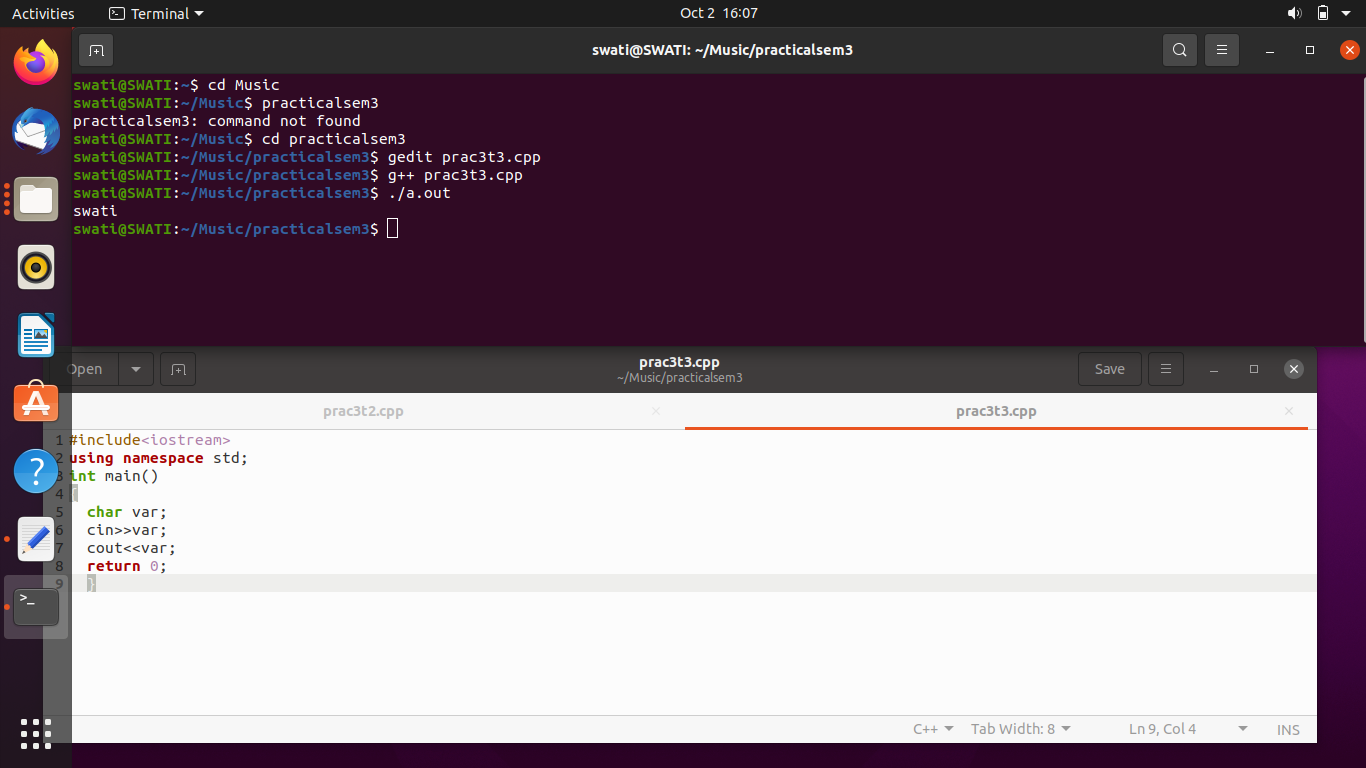 Activities Terminal Oct 2 16:07
swati@SWATI: ~/Music/practicalsem3
swati@SWATI:~$ cd Music
swati@SWATI:~/Music$ practicalsem3
practicalsem3: command not found
swati@SWATI:~/Music$ cd practicalsem3
swati@SWATI:~/Music/practicalsem3$ gedit prac3t3.cpp
swati@SWATI:~/Music/practicalsem3$ g++ prac3t3.cpp
swati@SWATI:~/Music/practicalsem3$ ./a.out
swati
swati@SWATI:~/Music/practicalsem3$
Open prac3t3.cpp Save
~/Music/practicalsem3
prac3t2.cpp prac3t3.cpp
1 #include<iostream>
2 using namespace std;
3 int main()
4 {
5 char var;
6 cin>>var;
7 cout<<var;
8 return 0;
9 }
C++ Tab Width: 8 Ln 9, Col 4 INS